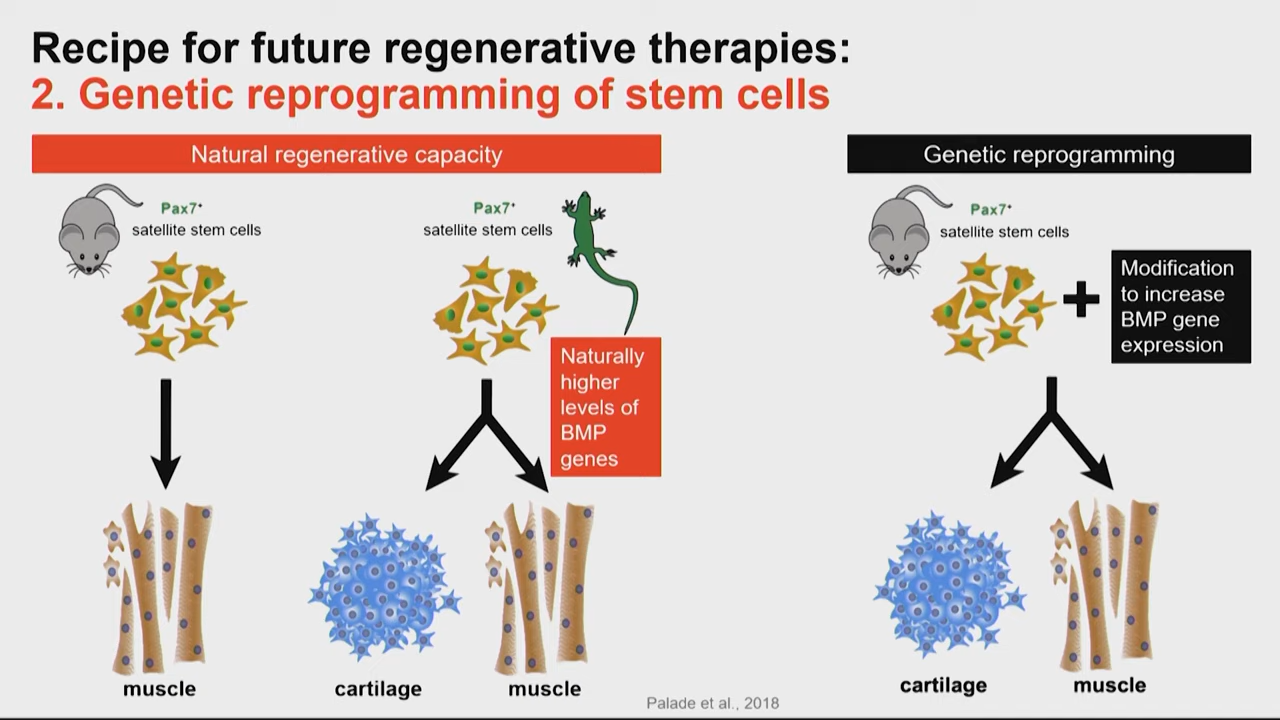 Recipe for future regenerative therapies:
2. Genetic reprogramming of stem cells
Natural regenerative capacity
Pax7⁺
satellite stem cells
Pax7⁺
satellite stem cells
Naturally
higher
levels of
BMP
genes
muscle
cartilage
muscle
Genetic reprogramming
Pax7⁺
satellite stem cells
+
Modification
to increase
BMP gene
expression
cartilage
muscle
Palade et al., 2018